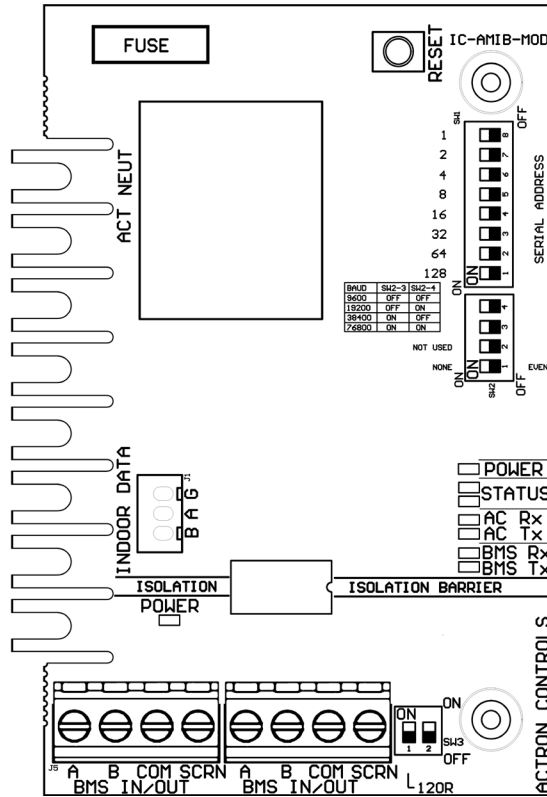 FUSE
RESET
IC-AMIB-MOD
ACT NEUT
SW1
OFF
1 8
2 7
4 6
8 5
16 4
32 3
64 2
128 ON 1
ON
SERIAL ADDRESS
BAUD SW2-3 SW2-4
9600 OFF OFF
19200 OFF ON
38400 ON OFF
76800 ON ON
4
3
NOT USED 2
NONE ON 1 EVEN
ON
SW2
OFF
INDOOR DATA
J1
G
A
B
POWER
STATUS
AC Rx
AC Tx
BMS Rx
BMS Tx
ISOLATION
ISOLATION BARRIER
POWER
ACTRON CONTROLS
ON
ON
1 2
SW3
OFF
J5
A B COM SCRN A B COM SCRN
BMS IN/OUT BMS IN/OUT
L120R